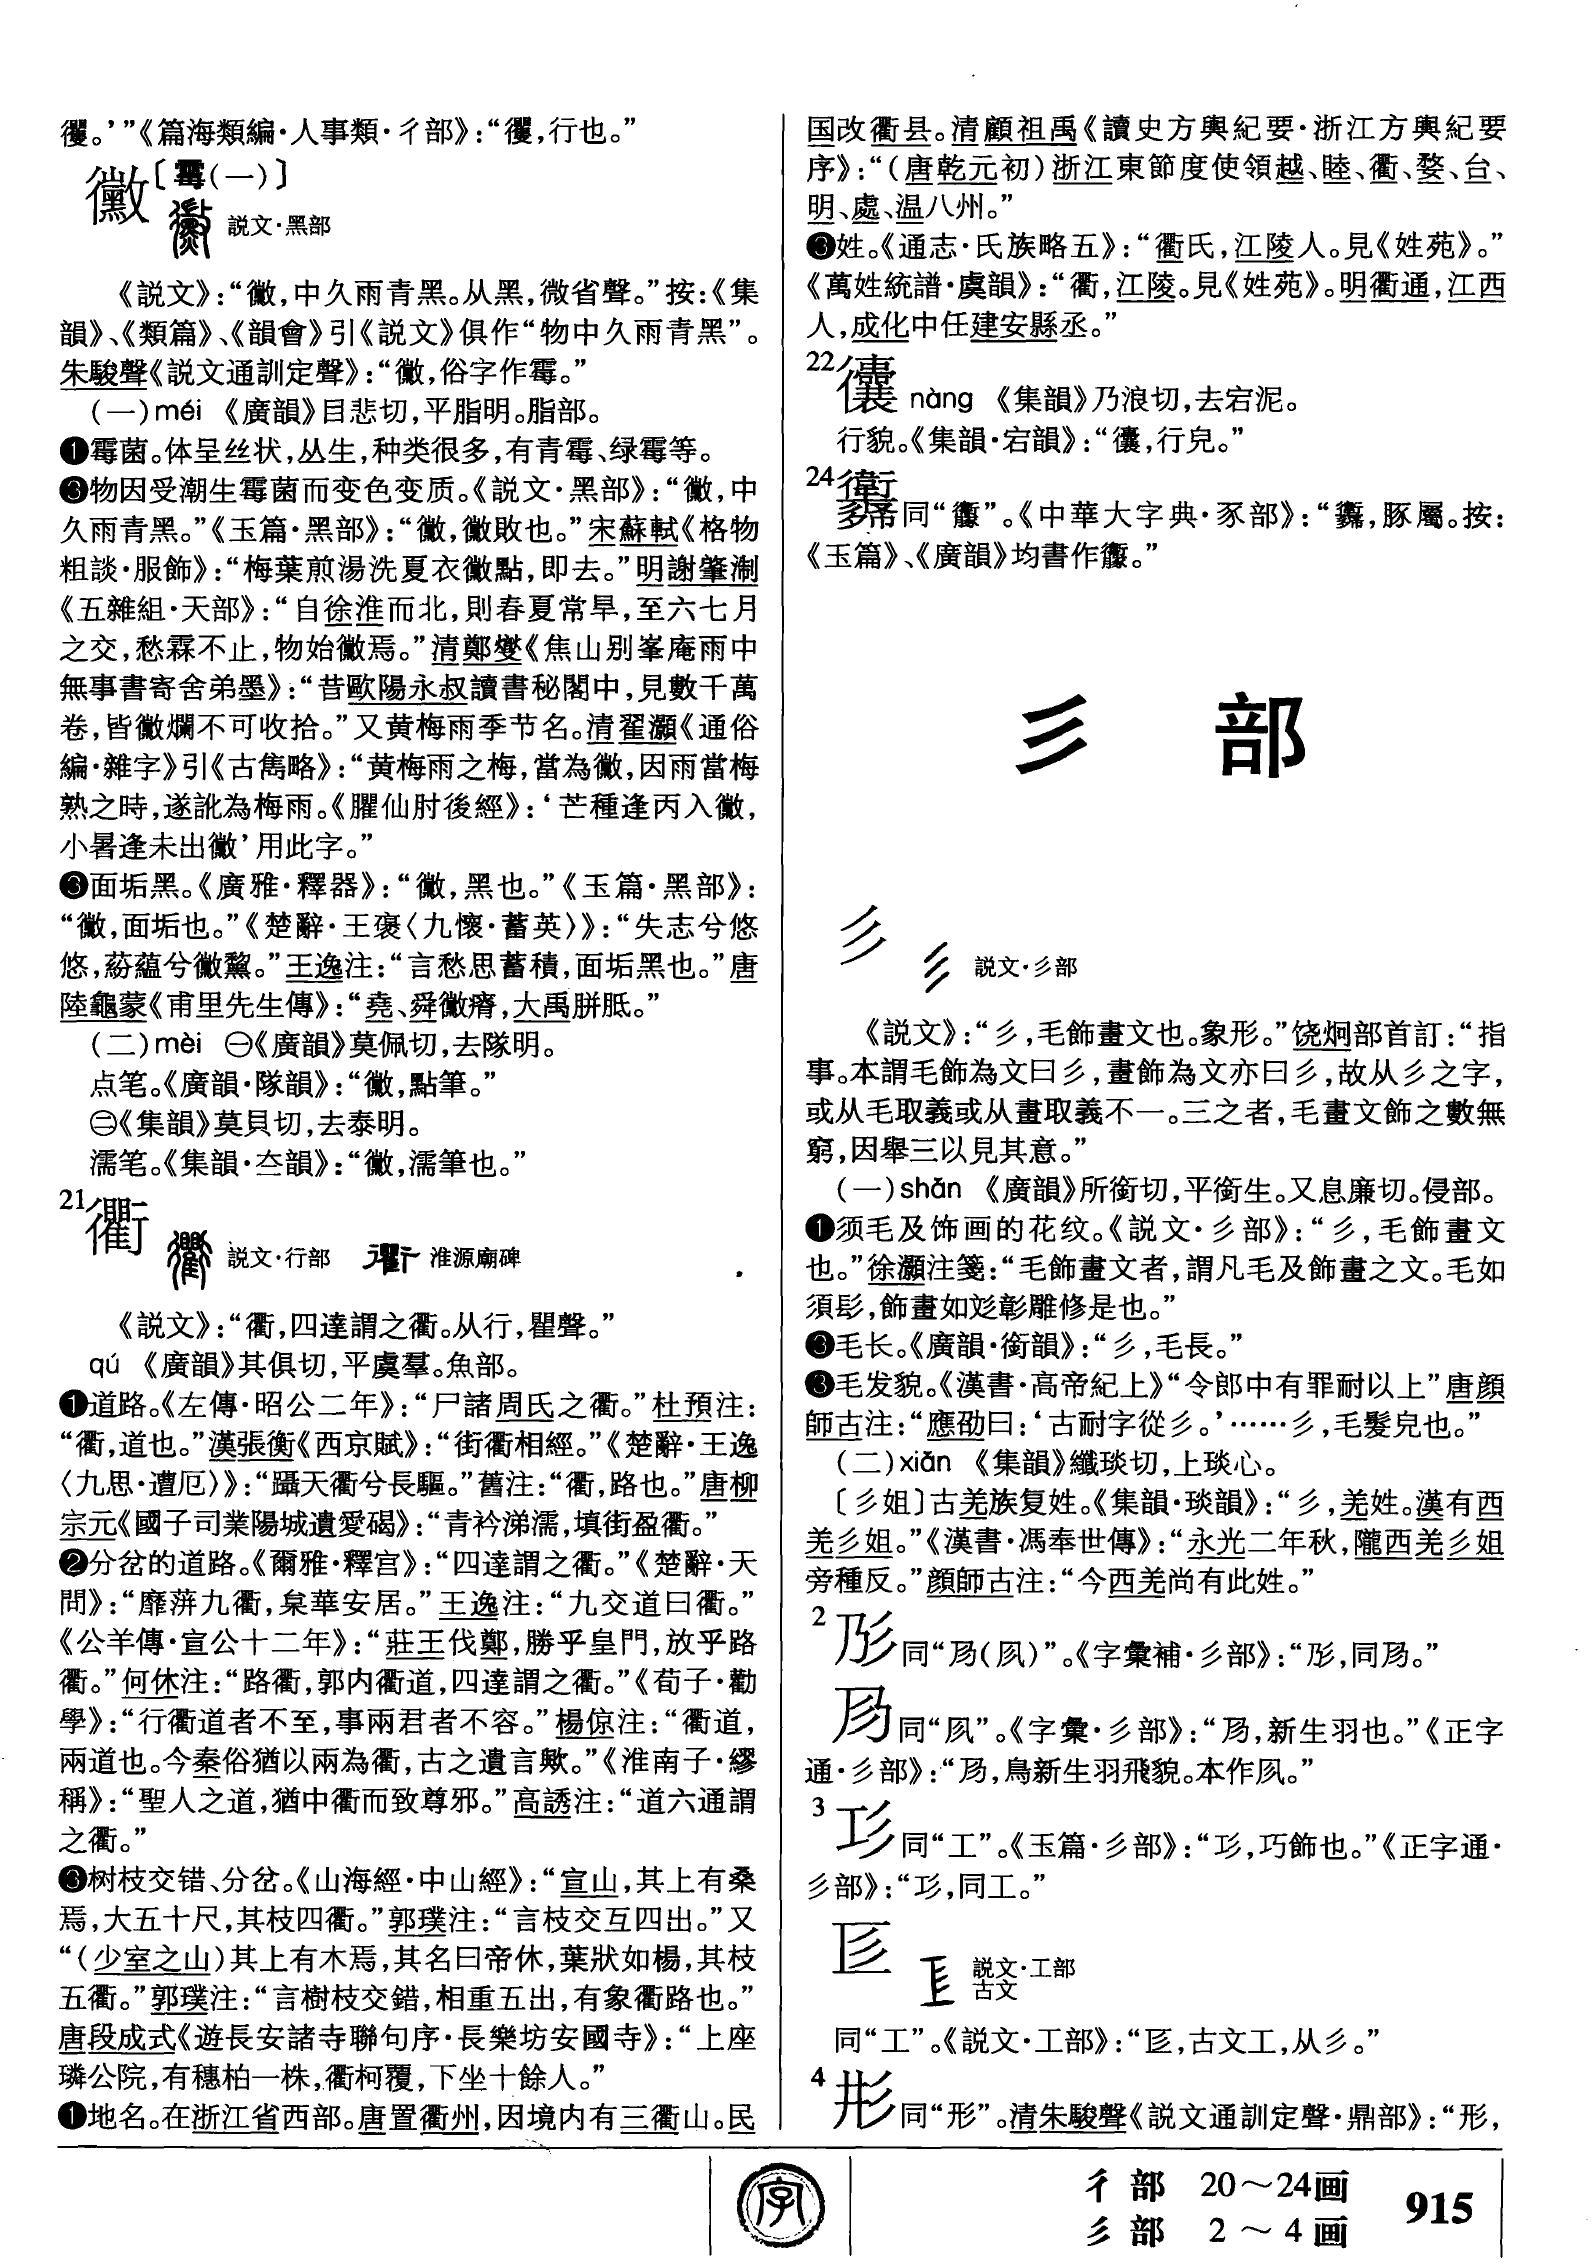 忂。’”《篇海類編·人事類·彳部》：“忂，行也。”
黴〔霉(一)〕
説文·黑部
《説文》：“黴，中久雨青黑。从黑，微省聲。”按：《集
韻》、《類篇》、《韻會》引《説文》俱作“物中久雨青黑”。
朱駿聲《説文通訓定聲》：“黴，俗字作霉。”
(一)méi 《廣韻》目悲切，平脂明。脂部。
❶霉菌。体呈丝状，丛生，种类很多，有青霉、绿霉等。
❸物因受潮生霉菌而变色变质。《説文·黑部》：“黴，中
久雨青黑。”《玉篇·黑部》：“黴，黴敗也。”宋蘇軾《格物
粗談·服飾》：“梅葉煎湯洗夏衣黴點，即去。”明謝肇淛
《五雜組·天部》：“自徐淮而北，則春夏常旱，至六七月
之交，愁霖不止，物始黴焉。”清鄭燮《焦山别峯庵雨中
無事書寄舍弟墨》：“昔歐陽永叔讀書秘閣中，見數千萬
卷，皆黴爛不可收拾。”又黄梅雨季节名。清翟灝《通俗
編·雜字》引《古雋略》：“黄梅雨之梅，當為黴，因雨當梅
熟之時，遂訛為梅雨。《臞仙肘後經》：‘芒種逢丙入黴，
小暑逢未出黴’用此字。”
❸面垢黑。《廣雅·釋器》：“黴，黑也。”《玉篇·黑部》：
“黴，面垢也。”《楚辭·王褒〈九懷·蓄英〉》：“失志兮悠
悠，蒶蘊兮黴黧。”王逸注：“言愁思蓄積，面垢黑也。”唐
陸龜蒙《甫里先生傳》：“堯、舜黴瘠，大禹胼胝。”
(二)mèi ㊀《廣韻》莫佩切，去隊明。
点笔。《廣韻·隊韻》：“黴，點筆。”
㊁《集韻》莫貝切，去泰明。
濡笔。《集韻·夳韻》：“黴，濡筆也。”
21
衢 説文·行部 淮源廟碑
《説文》：“衢，四達謂之衢。从行，瞿聲。”
qú 《廣韻》其俱切，平虞羣。魚部。
❶道路。《左傳·昭公二年》：“尸諸周氏之衢。”杜預注：
“衢，道也。”漢張衡《西京賦》：“街衢相經。”《楚辭·王逸
〈九思·遭厄〉》：“躡天衢兮長驅。”舊注：“衢，路也。”唐柳
宗元《國子司業陽城遺愛碣》：“青衿涕濡，填街盈衢。”
❷分岔的道路。《爾雅·釋宫》：“四達謂之衢。”《楚辭·天
問》：“靡蓱九衢，枲華安居。”王逸注：“九交道曰衢。”
《公羊傳·宣公十二年》：“莊王伐鄭，勝乎皇門，放乎路
衢。”何休注：“路衢，郭内衢道，四達謂之衢。”《荀子·勸
學》：“行衢道者不至，事兩君者不容。”楊倞注：“衢道，
兩道也。今秦俗猶以兩為衢，古之遺言歟。”《淮南子·繆
稱》：“聖人之道，猶中衢而致尊邪。”高誘注：“道六通謂
之衢。”
❸树枝交错、分岔。《山海經·中山經》：“宣山，其上有桑
焉，大五十尺，其枝四衢。”郭璞注：“言枝交互四出。”又
“(少室之山)其上有木焉，其名曰帝休，葉狀如楊，其枝
五衢。”郭璞注：“言樹枝交錯，相重五出，有象衢路也。”
唐段成式《遊長安諸寺聯句序·長樂坊安國寺》：“上座
璘公院，有穗柏一株，衢柯覆，下坐十餘人。”
❶地名。在浙江省西部。唐置衢州，因境内有三衢山。民
国改衢县。清顧祖禹《讀史方輿紀要·浙江方輿紀要
序》：“(唐乾元初)浙江東節度使領越、睦、衢、婺、台、
明、處、温八州。”
❸姓。《通志·氏族略五》：“衢氏，江陵人。見《姓苑》。”
《萬姓統譜·虞韻》：“衢，江陵。見《姓苑》。明衢通，江西
人，成化中任建安縣丞。”
22
nàng 《集韻》乃浪切，去宕泥。
行貌。《集韻·宕韻》：“，行皃。”
24
同“”。《中華大字典·豕部》：“，豚屬。按：
《玉篇》、《廣韻》均書作。”
彡 部
彡 説文·彡部
《説文》：“彡，毛飾畫文也。象形。”饶炯部首訂：“指
事。本謂毛飾為文曰彡，畫飾為文亦曰彡，故从彡之字，
或从毛取義或从畫取義不一。三之者，毛畫文飾之數無
窮，因舉三以見其意。”
(一)shān 《廣韻》所銜切，平銜生。又息廉切。侵部。
❶须毛及饰画的花纹。《説文·彡部》：“彡，毛飾畫文
也。”徐灝注箋：“毛飾畫文者，謂凡毛及飾畫之文。毛如
須髟，飾畫如彣彰雕修是也。”
❸毛长。《廣韻·銜韻》：“彡，毛長。”
❸毛发貌。《漢書·高帝紀上》“令郎中有罪耐以上”唐顔
師古注：“應劭曰：‘古耐字從彡。’……彡，毛髮皃也。”
(二)xiǎn 《集韻》纖琰切，上琰心。
〔彡姐〕古羌族复姓。《集韻·琰韻》：“彡，羌姓。漢有西
羌彡姐。”《漢書·馮奉世傳》：“永光二年秋，隴西羌彡姐
旁種反。”顔師古注：“今西羌尚有此姓。”
2
同“()”。《字彙補·彡部》：“，同。”
同“”。《字彙·彡部》：“，新生羽也。”《正字
通·彡部》：“，鳥新生羽飛貌。本作。”
3
同“工”。《玉篇·彡部》：“，巧飾也。”《正字通·
彡部》：“，同工。”
説文·工部
古文
同“工”。《説文·工部》：“，古文工，从彡。”
4
同“形”。清朱駿聲《説文通訓定聲·鼎部》：“形，
字
彳 部 20～24画
彡 部 2 ～ 4 画
915